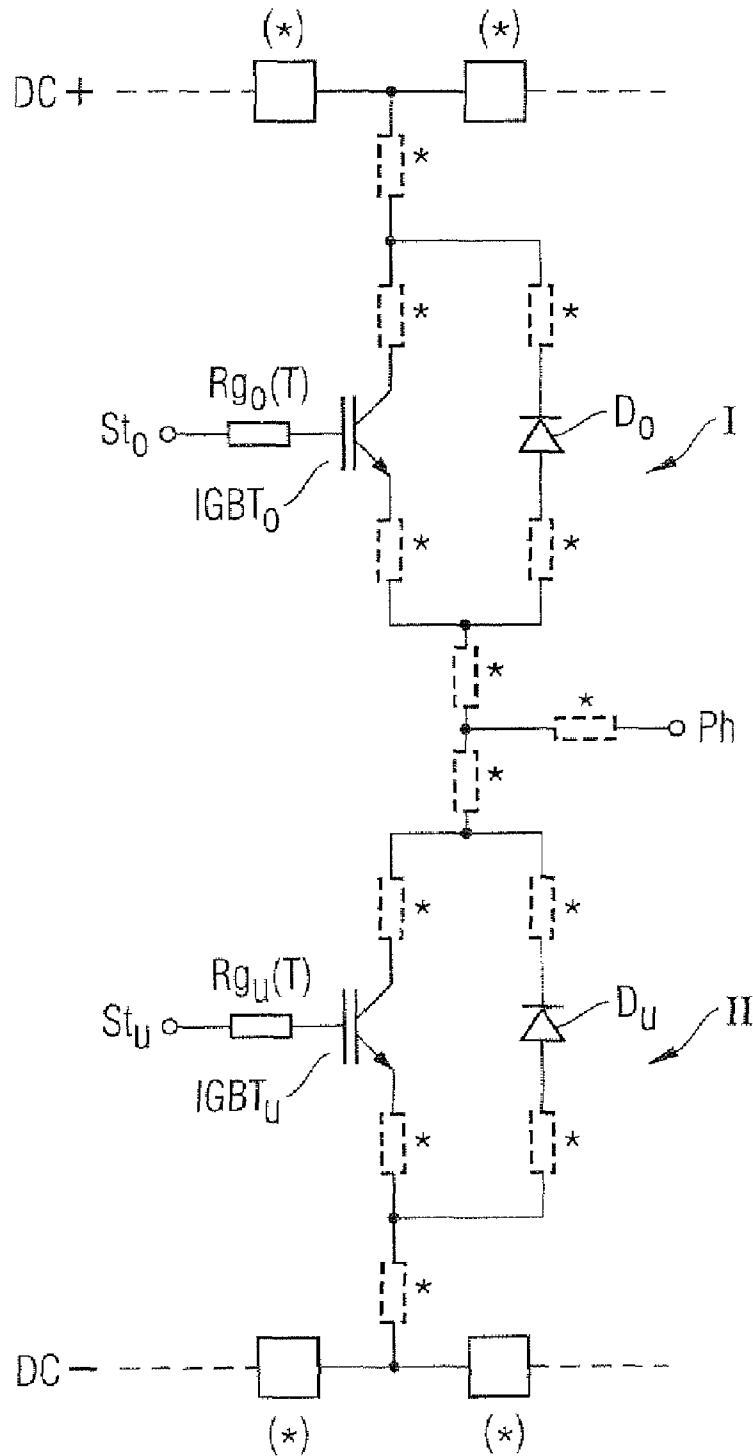 (*) (*)
DC+
*
* *
Rg₀(T)
St₀
D₀
I
IGBT₀
* *
*
*
Ph
*
* *
Rgᵤ(T)
Stᵤ
Dᵤ
II
IGBTᵤ
* *
*
DC−
(*) (*)